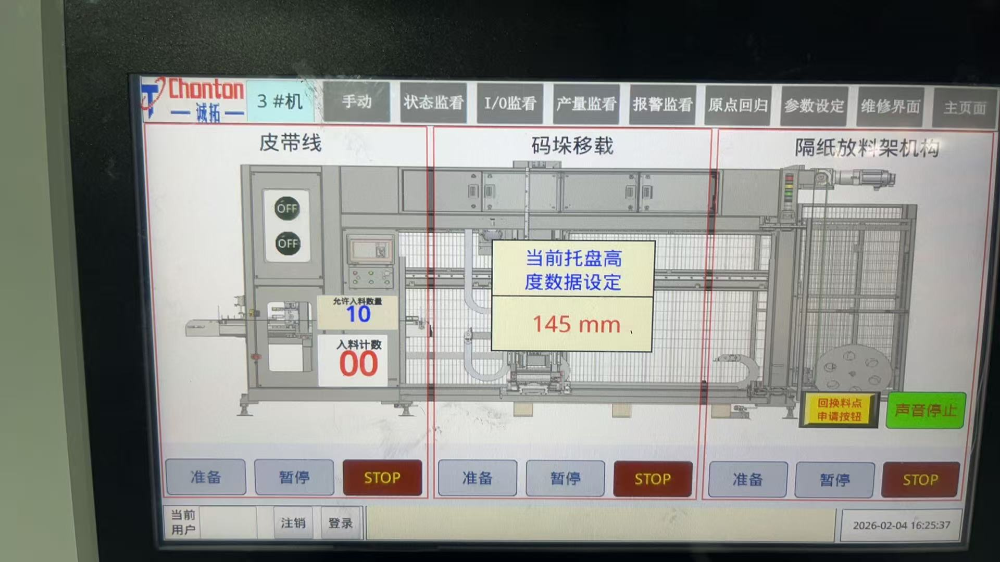 Chonton
诚拓
3 #机
手动
状态监看
I/O监看
产量监看
报警监看
原点回归
参数设定
维修界面
主页面
皮带线
码垛移载
隔纸放料架机构
OFF
OFF
当前托盘高
度数据设定
145 mm
允许入料数量
10
入料计数
00
回换料点
申请按钮
声音停止
准备
暂停
STOP
准备
暂停
STOP
准备
暂停
STOP
当前
用户
注销
登录
2026-02-04 16:25:37